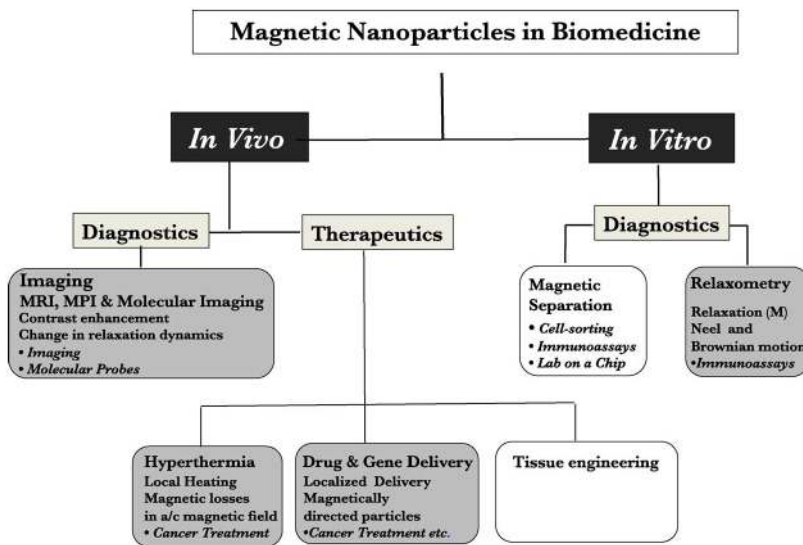 Magnetic Nanoparticles in Biomedicine
In Vivo
In Vitro
Diagnostics
Therapeutics
Diagnostics
Imaging
MRI, MPI & Molecular Imaging
Contrast enhancement
Change in relaxation dynamics
• Imaging
• Molecular Probes
Magnetic
Separation
• Cell-sorting
• Immunoassays
• Lab on a Chip
Relaxometry
Relaxation (M)
Neel and
Brownian motion
•Immunoassays
Hyperthermia
Local Heating
Magnetic losses
in a/c magnetic field
• Cancer Treatment
Drug & Gene Delivery
Localized Delivery
Magnetically
directed particles
•Cancer Treatment etc.
Tissue engineering